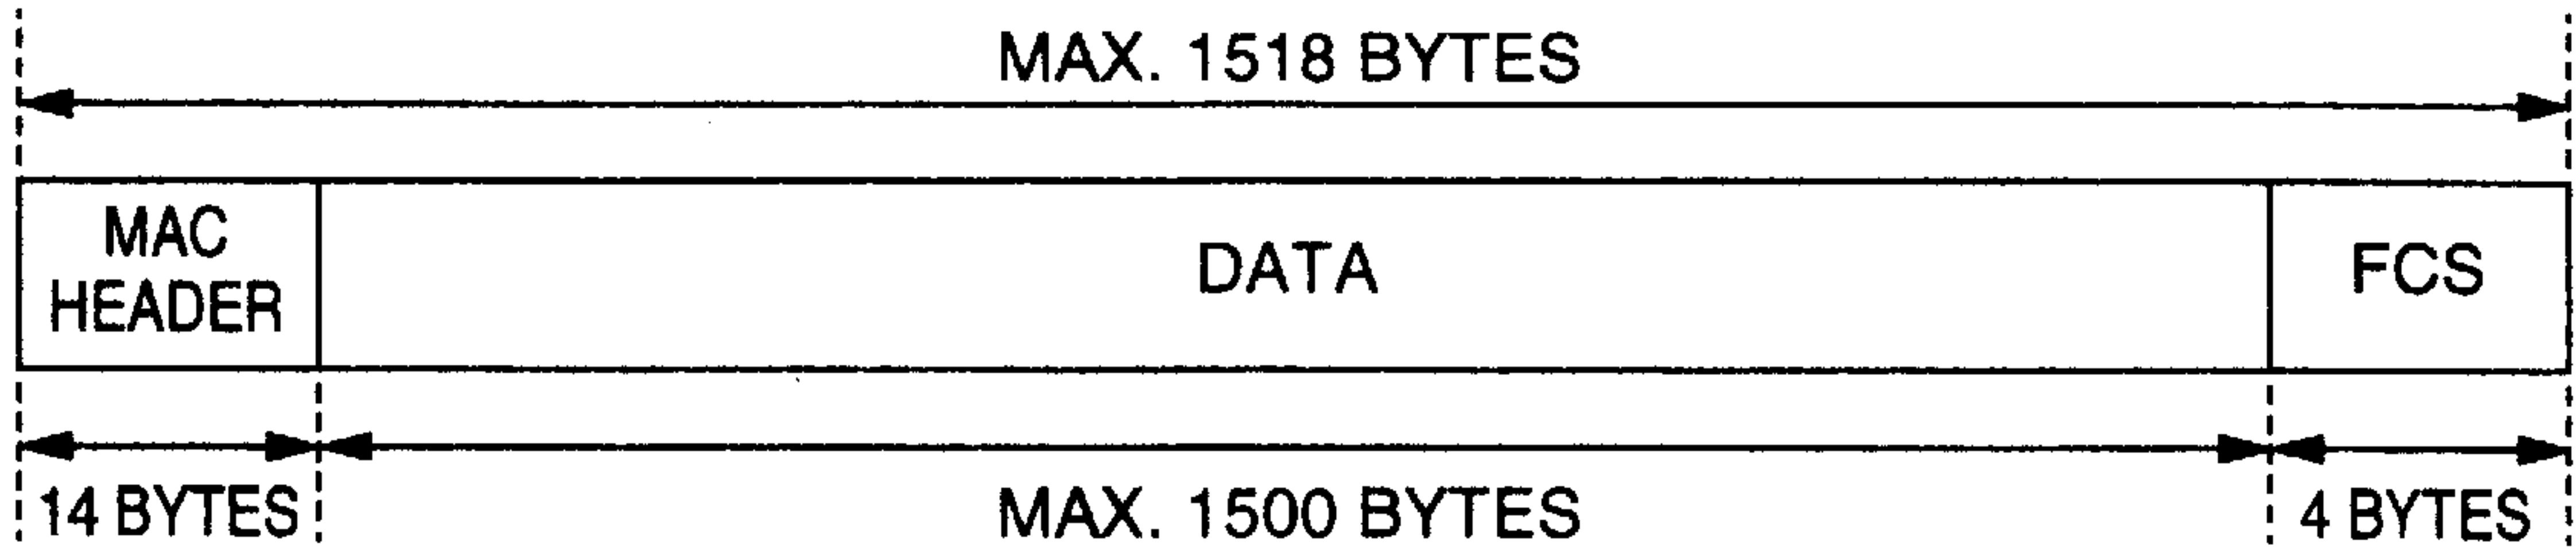 MAX. 1518 BYTES
MAC
HEADER
DATA
FCS
14 BYTES
MAX. 1500 BYTES
4 BYTES